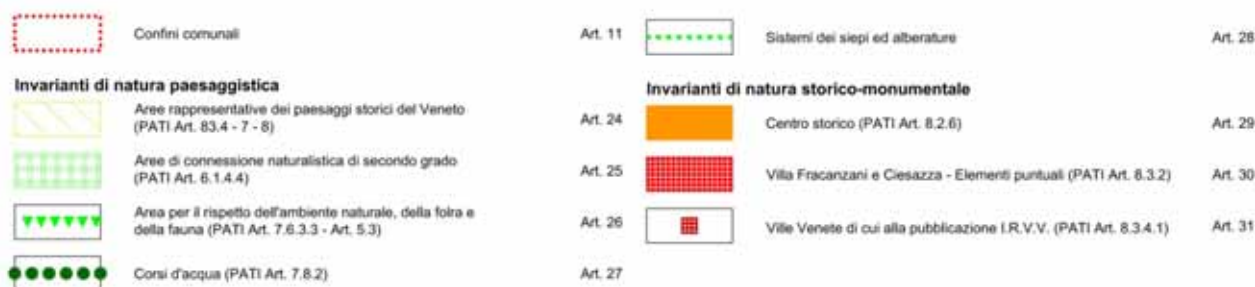 Confini comunali Art. 11
Invarianti di natura paesaggistica
Aree rappresentative dei paesaggi storici del Veneto
(PATI Art. 83.4 - 7 - 8) Art. 24
Aree di connessione naturalistica di secondo grado
(PATI Art. 6.1.4.4) Art. 25
Area per il rispetto dell'ambiente naturale, della folra e
della fauna (PATI Art. 7.6.3.3 - Art. 5.3) Art. 26
Corsi d'acqua (PATI Art. 7.8.2) Art. 27
Sistemi dei siepi ed alberature Art. 28
Invarianti di natura storico-monumentale
Centro storico (PATI Art. 8.2.6) Art. 29
Villa Fracanzani e Ciesazza - Elementi puntuali (PATI Art. 8.3.2) Art. 30
Ville Venete di cui alla pubblicazione I.R.V.V. (PATI Art. 8.3.4.1) Art. 31